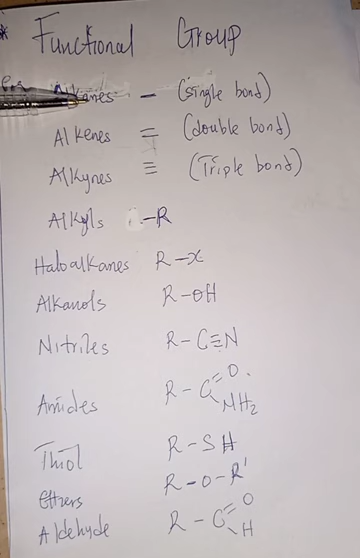 * Functional Group
Alkanes - (single bond)
Alkenes = (double bond)
Alkynes ≡ (Triple bond)
Alkyls -R
Haloalkanes R-x
Alkanols R-OH
Nitriles R-C≡N
Amides R-C=O NH2
Thiol R-SH
Ethers R-O-R'
Aldehyde R-C=O H